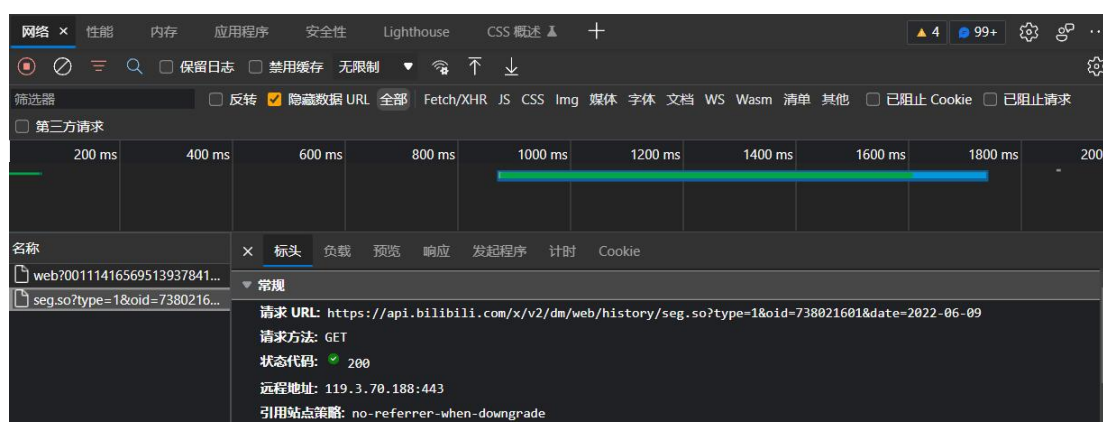 网络 × 性能 内存 应用程序 安全性 Lighthouse CSS 概述 + 4 99+
保留日志 禁用缓存 无限制
筛选器 反转 隐藏数据 URL 全部 Fetch/XHR JS CSS Img 媒体 字体 文档 WS Wasm 清单 其他 已阻止 Cookie 已阻止请求
第三方请求
200 ms 400 ms 600 ms 800 ms 1000 ms 1200 ms 1400 ms 1600 ms 1800 ms 200
名称 × 标头 负载 预览 响应 发起程序 计时 Cookie
web?00111416569513937841... 常规
seg.so?type=1&oid=7380216... 请求 URL: https://api.bilibili.com/x/v2/dm/web/history/seg.so?type=1&oid=738021601&date=2022-06-09
请求方法: GET
状态代码: 200
远程地址: 119.3.70.188:443
引用站点策略: no-referrer-when-downgrade